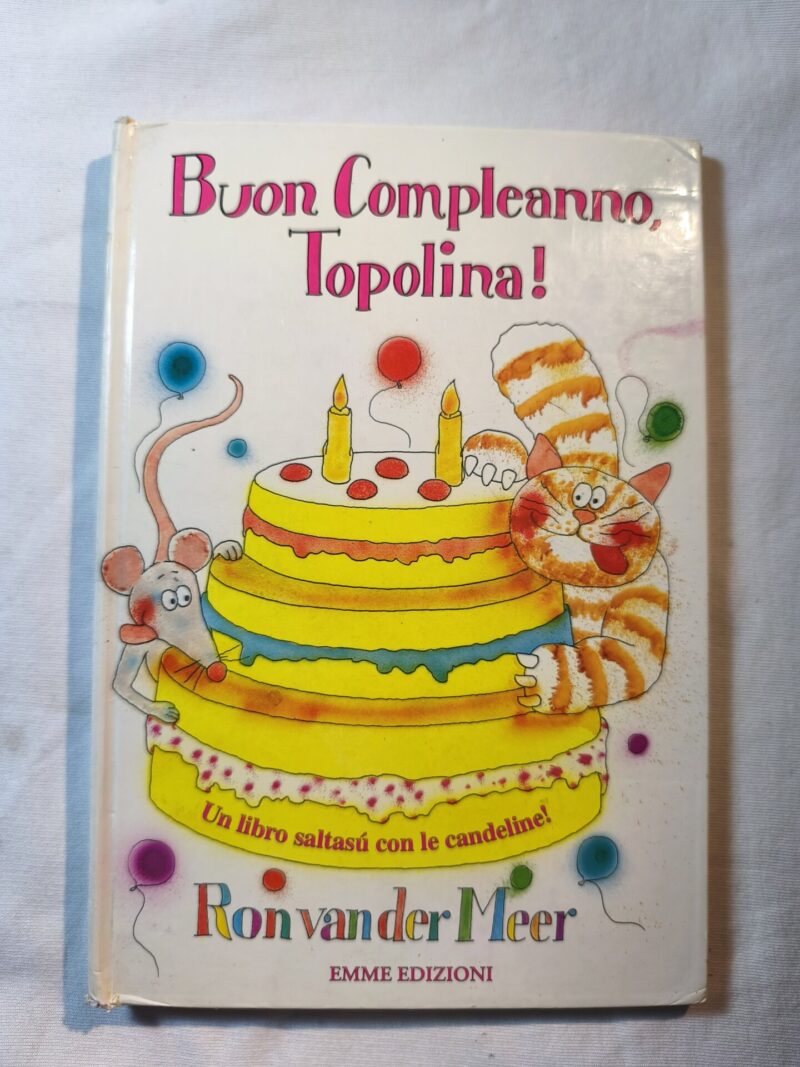 Buon Compleanno,
Topolina!
Un libro saltasú con le candeline!
Ron van der Meer
EMME EDIZIONI